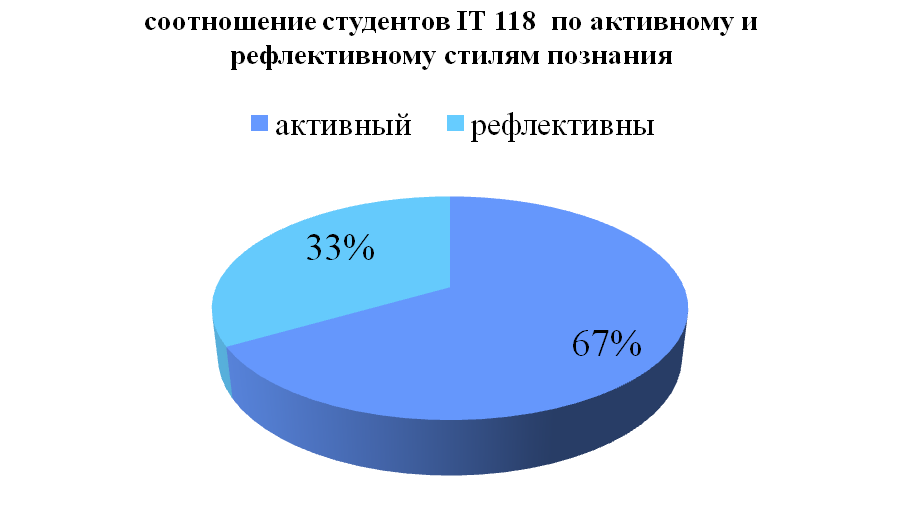 соотношение студентов IT 118  по активному и
рефлективному стилям познания
активный рефлективны
33%
67%